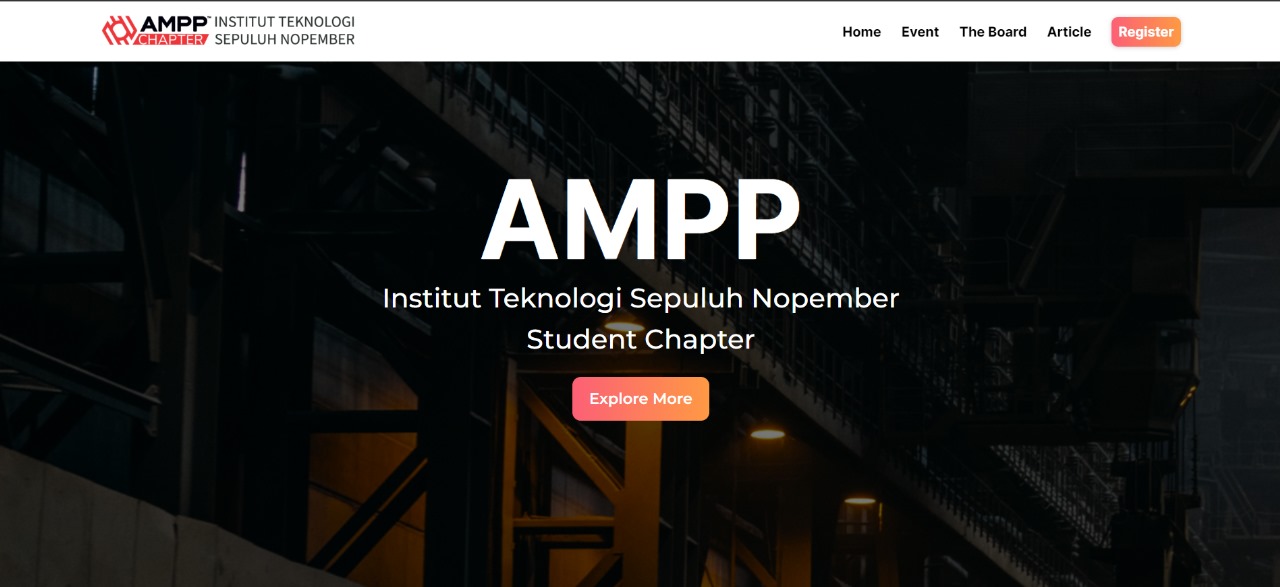 AMPP™ INSTITUT TEKNOLOGI
CHAPTER SEPULUH NOPEMBER
Home Event The Board Article Register
AMPP
Institut Teknologi Sepuluh Nopember
Student Chapter
Explore More